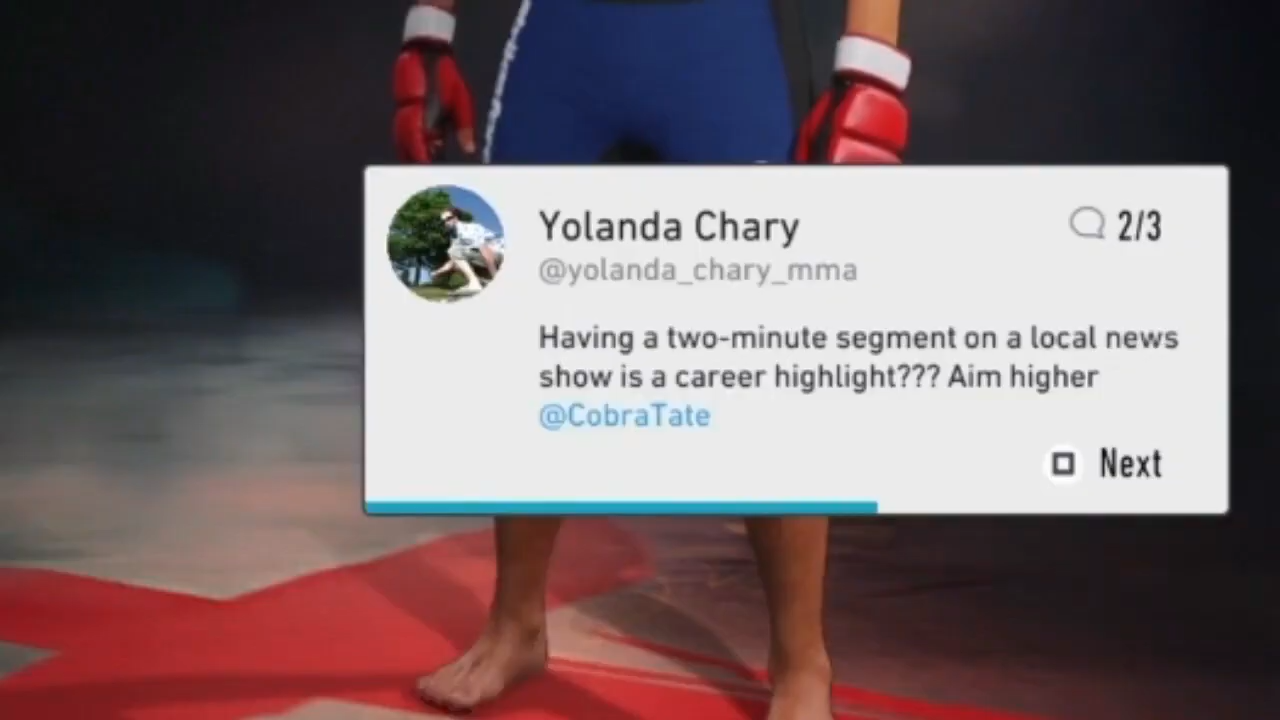 Yolanda Chary
2/3
@yolanda_chary_mma
Having a two-minute segment on a local news
show is a career highlight??? Aim higher
@CobraTate
Next